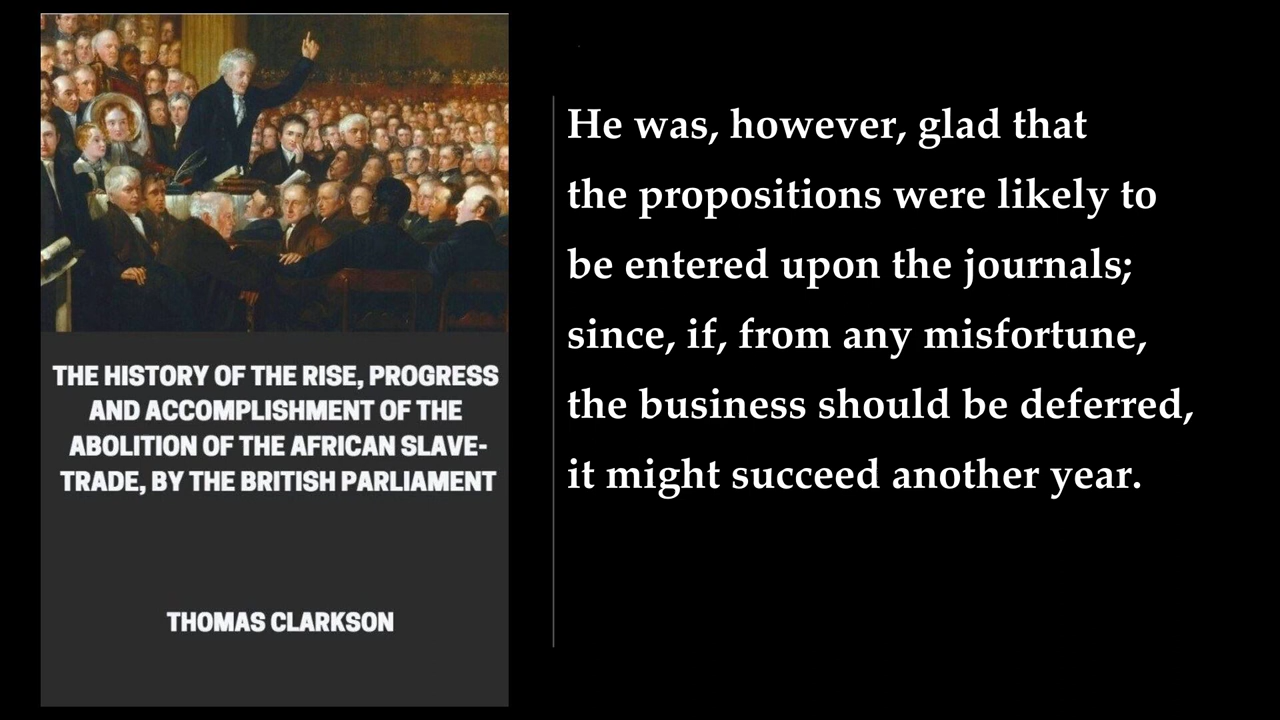 THE HISTORY OF THE RISE, PROGRESS
AND ACCOMPLISHMENT OF THE
ABOLITION OF THE AFRICAN SLAVE-
TRADE, BY THE BRITISH PARLIAMENT
THOMAS CLARKSON
He was, however, glad that
the propositions were likely to
be entered upon the journals;
since, if, from any misfortune,
the business should be deferred,
it might succeed another year.